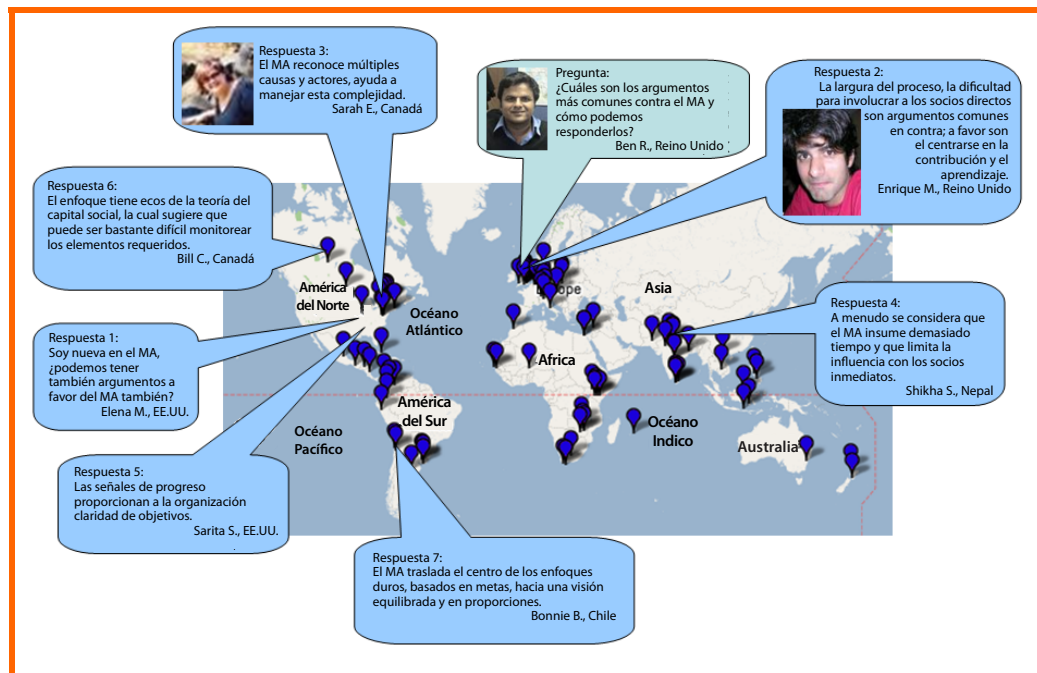 Respuesta 3:
El MA reconoce múltiples
causas y actores, ayuda a
manejar esta complejidad.
Sarah E., Canadá
Pregunta:
¿Cuáles son los argumentos
más comunes contra el MA y
cómo podemos
responderlos?
Ben R., Reino Unido
Respuesta 2:
La largura del proceso, la dificultad
para involucrar a los socios directos
son argumentos comunes
en contra; a favor son
el centrarse en la
contribución y el
aprendizaje.
Enrique M., Reino Unido
Respuesta 6:
El enfoque tiene ecos de la teoría del
capital social, la cual sugiere que
puede ser bastante difícil monitorear
los elementos requeridos.
Bill C., Canadá
América
del Norte
Océano
Atlántico
Europe
Asia
Respuesta 4:
A menudo se considera que
el MA insume demasiado
tiempo y que limita la
influencia con los socios
inmediatos.
Shikha S., Nepal
Respuesta 1:
Soy nueva en el MA,
¿podemos tener
también argumentos a
favor del MA también?
Elena M., EE.UU.
Africa
América
del Sur
Océano
Pacífico
Océano
Indico
Australia
Respuesta 5:
Las señales de progreso
proporcionan a la organización
claridad de objetivos.
Sarita S., EE.UU.
Respuesta 7:
El MA traslada el centro de los enfoques
duros, basados en metas, hacia una visión
equilibrada y en proporciones.
Bonnie B., Chile